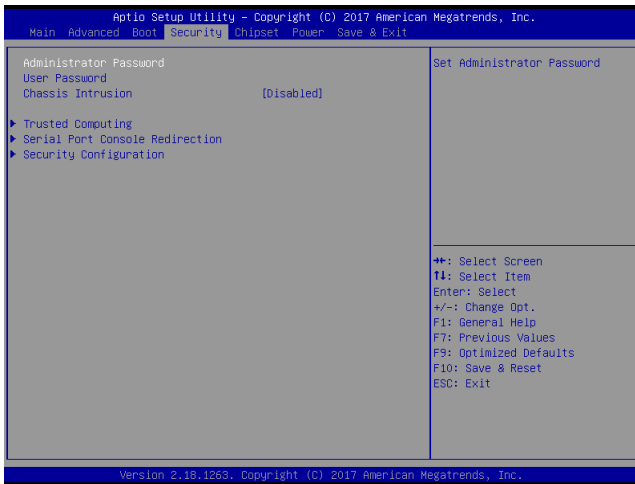 Aptio Setup Utility – Copyright (C) 2017 American Megatrends, Inc.
Main Advanced Boot Security Chipset Power Save & Exit
Administrator Password
User Password
Chassis Intrusion [Disabled]
Trusted Computing
Serial Port Console Redirection
Security Configuration
Set Administrator Password
→←: Select Screen
↑↓: Select Item
Enter: Select
+/-: Change Opt.
F1: General Help
F7: Previous Values
F9: Optimized Defaults
F10: Save & Reset
ESC: Exit
Version 2.18.1263. Copyright (C) 2017 American Megatrends, Inc.